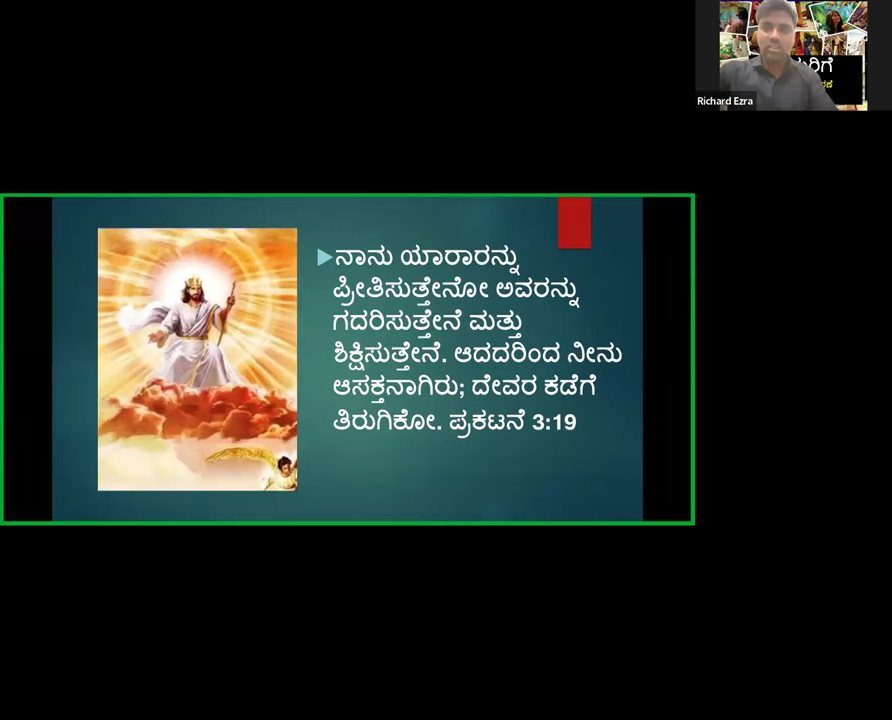 Richard Ezra
ನಾನು ಯಾರಾರನ್ನು
ಪ್ರೀತಿಸುತ್ತೇನೋ ಅವರನ್ನು
ಗದರಿಸುತ್ತೇನೆ ಮತ್ತು
ಶಿಕ್ಷಿಸುತ್ತೇನೆ. ಆದದರಿಂದ ನೀನು
ಆಸಕ್ತನಾಗಿರು; ದೇವರ ಕಡೆಗೆ
ತಿರುಗಿಕೋ. ಪ್ರಕಟನೆ 3:19